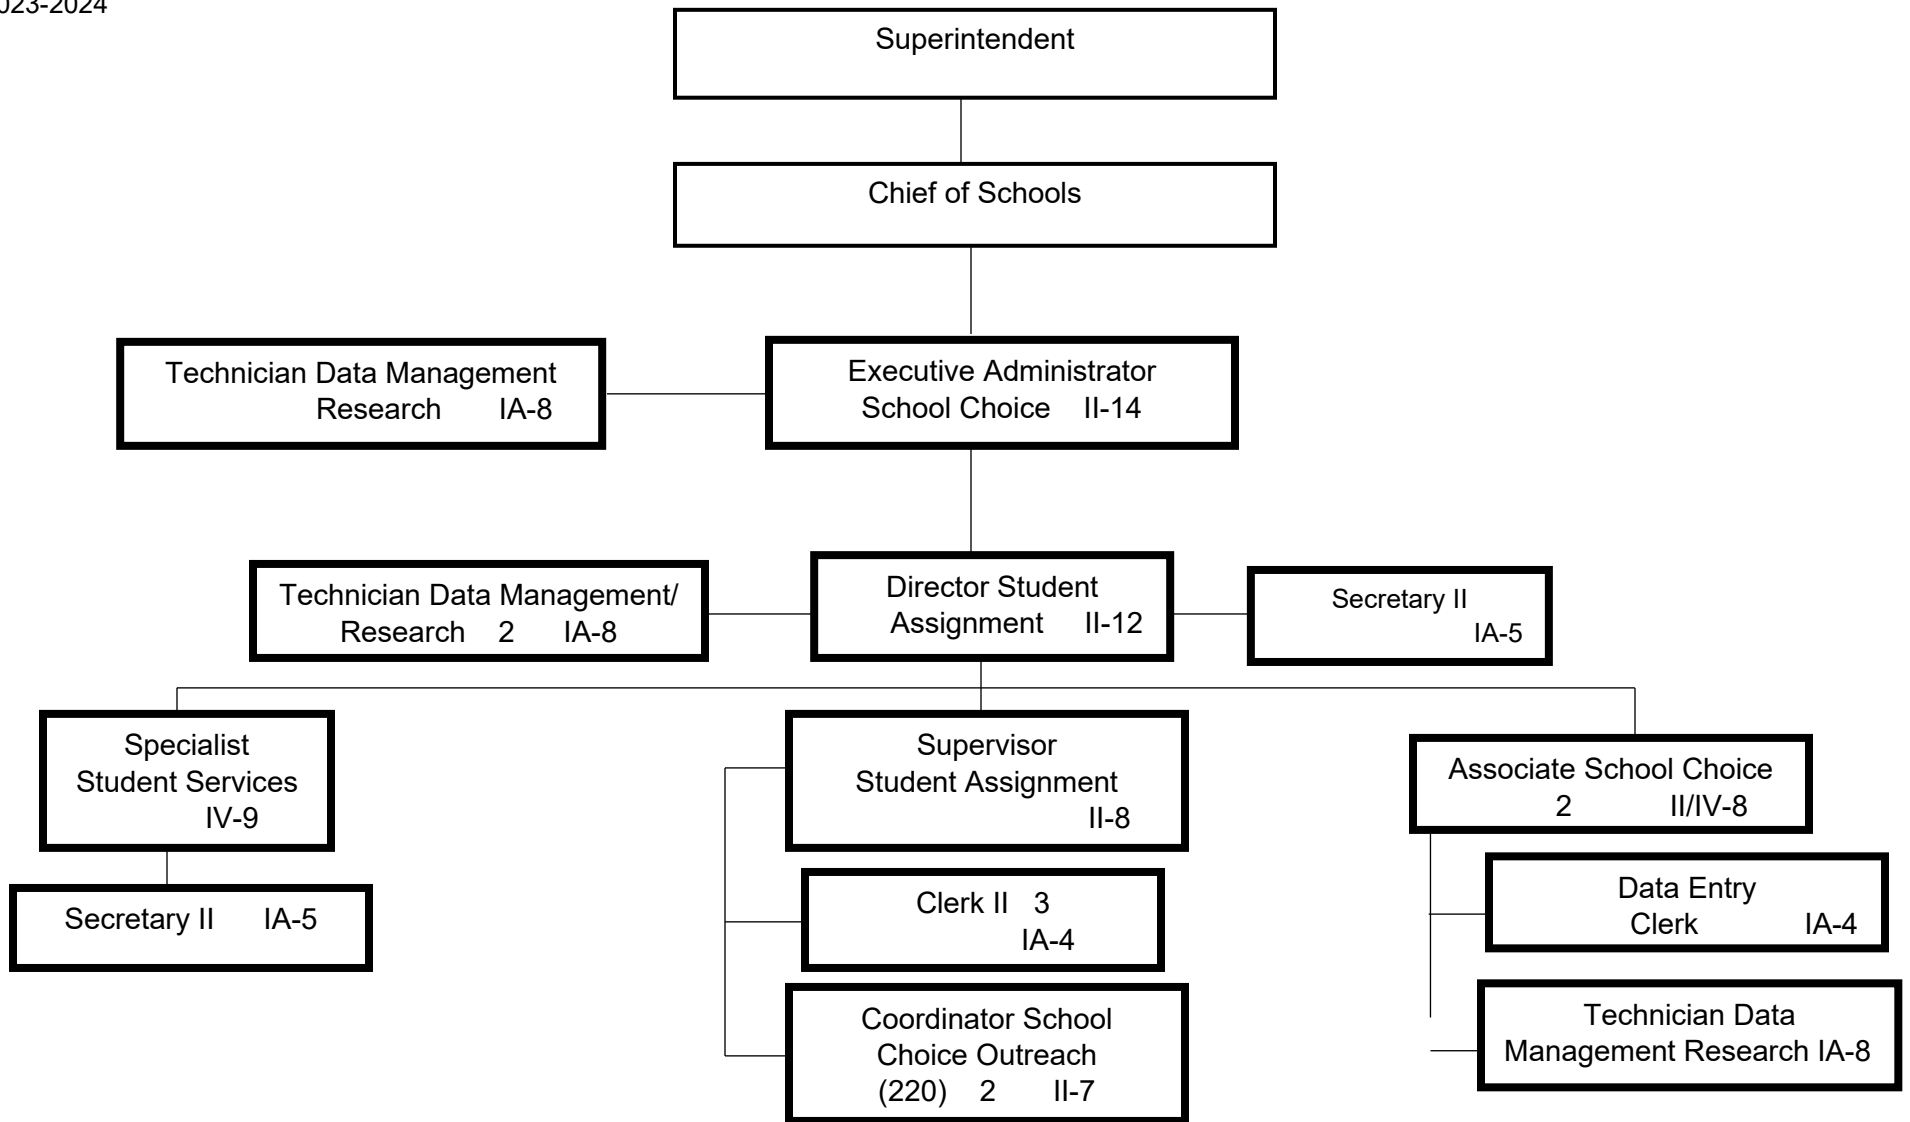 023-2024
Superintendent
Chief of Schools
Technician Data Management
Research IA-8
Executive Administrator
School Choice II-14
Technician Data Management/
Research 2 IA-8
Director Student
Assignment II-12
Secretary II
IA-5
Specialist
Student Services
IV-9
Supervisor
Student Assignment
II-8
Associate School Choice
2 II/IV-8
Secretary II IA-5
Clerk II 3
IA-4
Data Entry
Clerk IA-4
Coordinator School
Choice Outreach
(220) 2 II-7
Technician Data
Management Research IA-8